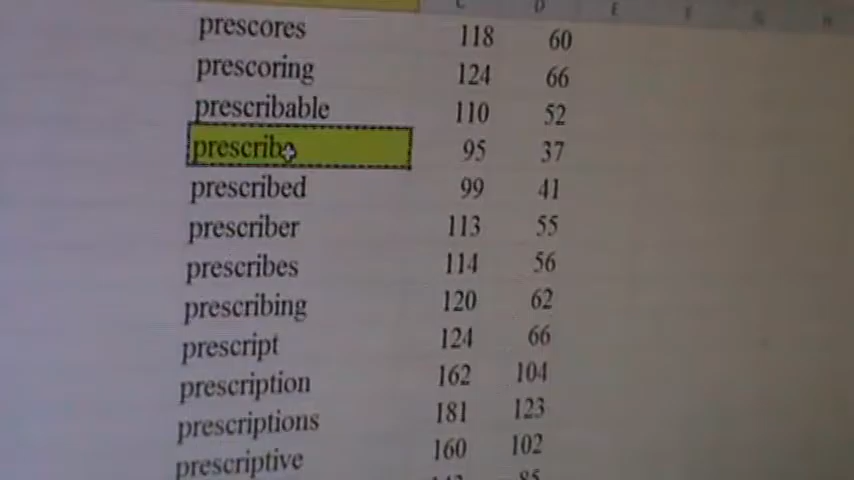 C D E F G H
prescores 118 60
prescoring 124 66
prescribable 110 52
prescribe 95 37
prescribed 99 41
prescriber 113 55
prescribes 114 56
prescribing 120 62
prescript 124 66
prescription 162 104
prescriptions 181 123
prescriptive 160 102
85